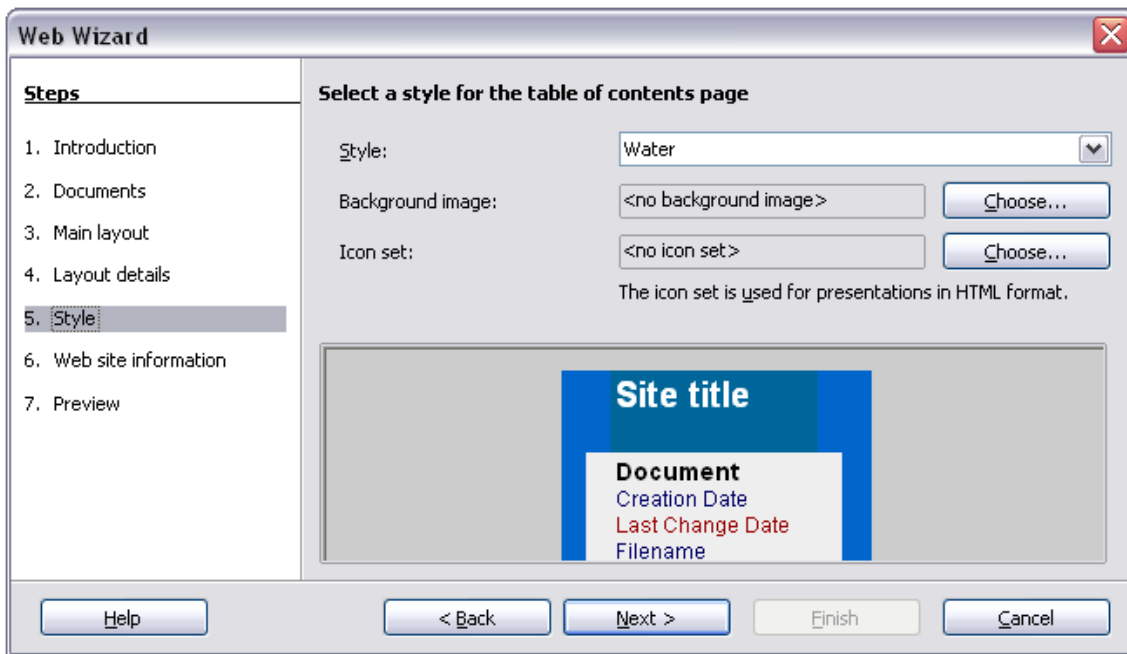 Web Wizard
Steps
1. Introduction
2. Documents
3. Main layout
4. Layout details
5. Style
6. Web site information
7. Preview
Select a style for the table of contents page
Style: Water
Background image: <no background image> Choose...
Icon set: <no icon set> Choose...
The icon set is used for presentations in HTML format.
Site title
Document
Creation Date
Last Change Date
Filename
Help < Back Next > Finish Cancel